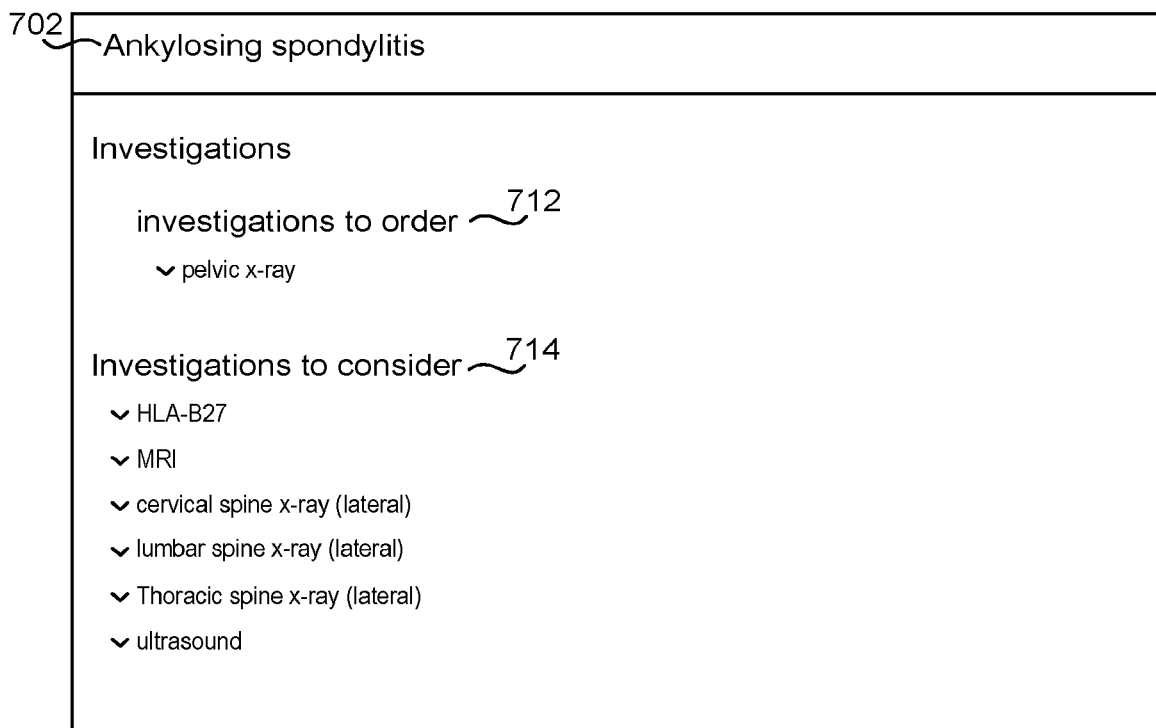 702 Ankylosing spondylitis
Investigations
investigations to order 712
pelvic x-ray
Investigations to consider 714
HLA-B27
MRI
cervical spine x-ray (lateral)
lumbar spine x-ray (lateral)
Thoracic spine x-ray (lateral)
ultrasound